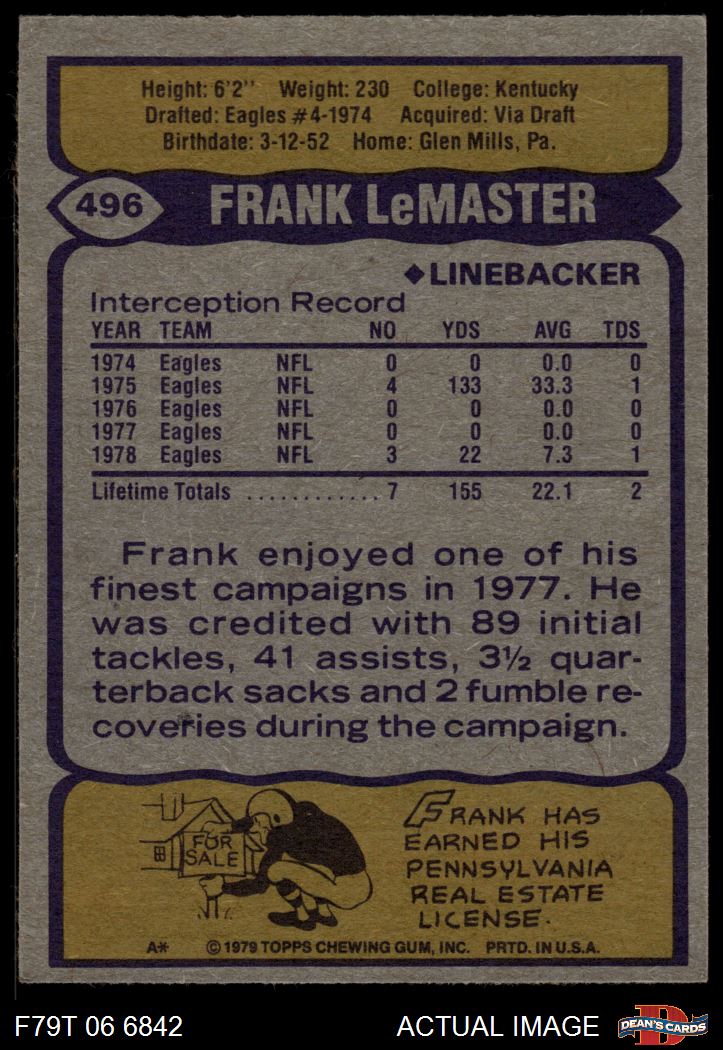 Height: 6'2" Weight: 230 College: Kentucky
Drafted: Eagles #4-1974 Acquired: Via Draft
Birthdate: 3-12-52 Home: Glen Mills, Pa.
496 FRANK LeMASTER
◆LINEBACKER
Interception Record
YEAR TEAM NO YDS AVG TDS
1974 Eagles NFL 0 0 0.0 0
1975 Eagles NFL 4 133 33.3 1
1976 Eagles NFL 0 0 0.0 0
1977 Eagles NFL 0 0 0.0 0
1978 Eagles NFL 3 22 7.3 1
Lifetime Totals ............ 7 155 22.1 2
Frank enjoyed one of his
finest campaigns in 1977. He
was credited with 89 initial
tackles, 41 assists, 3½ quar-
terback sacks and 2 fumble re-
coveries during the campaign.
FOR
SALE
FRANK HAS
EARNED HIS
PENNSYLVANIA
REAL ESTATE
LICENSE.
A* © 1979 TOPPS CHEWING GUM, INC. PRTD. IN U.S.A.
F79T 06 6842 ACTUAL IMAGE
D
DEAN'S CARDS